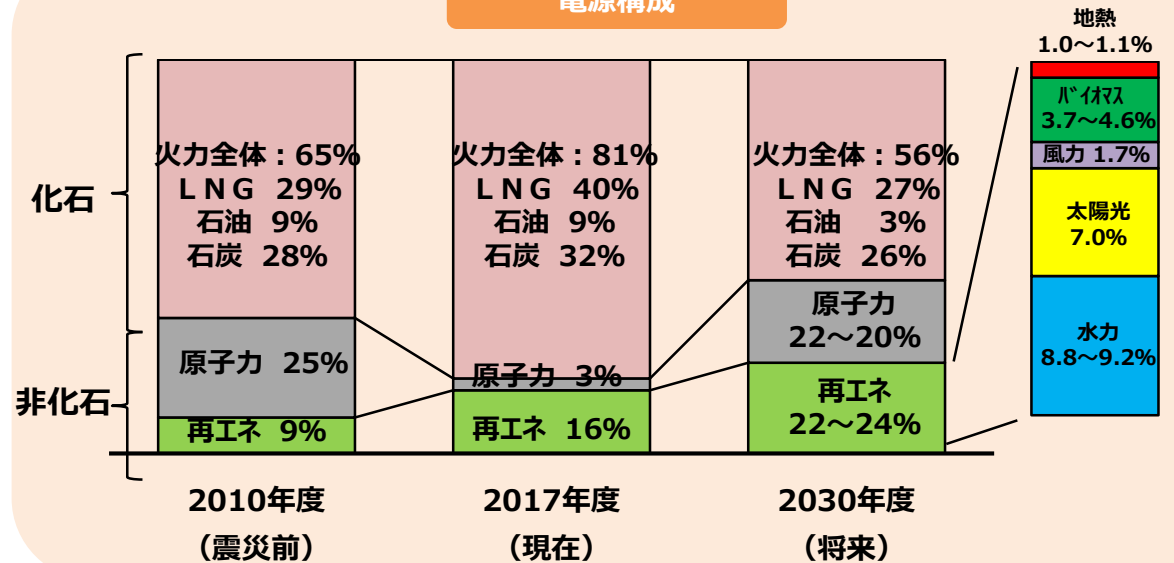 電源構成
化石
非化石
火力全体：65%
ＬＮＧ 29%
石油 9%
石炭 28%
原子力 25%
再エネ 9%
2010年度
（震災前）
火力全体：81%
ＬＮＧ 40%
石油 9%
石炭 32%
原子力 3%
再エネ 16%
2017年度
（現在）
火力全体：56%
ＬＮＧ 27%
石油 3%
石炭 26%
原子力
22～20%
再エネ
22～24%
2030年度
（将来）
地熱
1.0～1.1%
ﾊﾞｲｵﾏｽ
3.7～4.6%
風力 1.7%
太陽光
7.0%
水力
8.8～9.2%